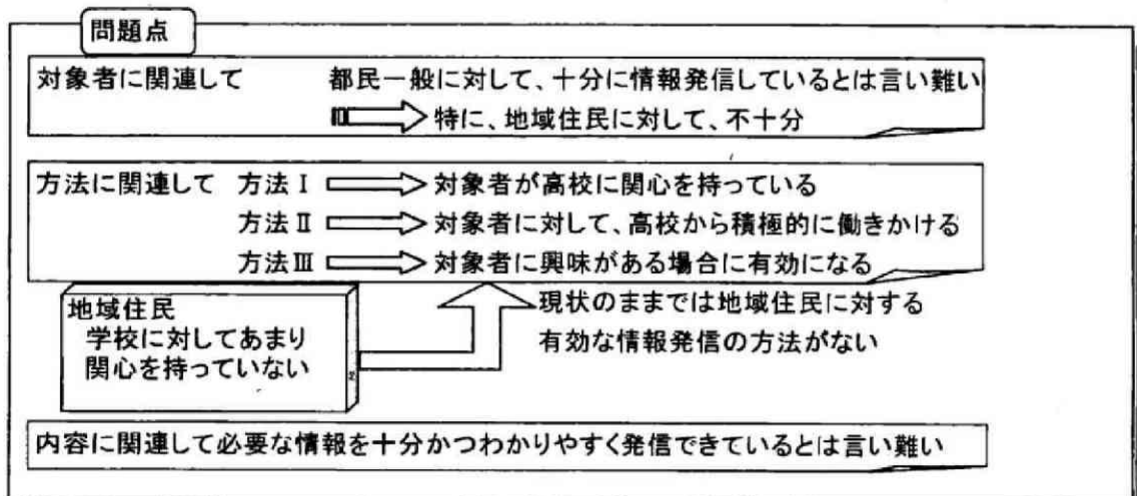 問題点
対象者に関連して 都民一般に対して、十分に情報発信しているとは言い難い
特に、地域住民に対して、不十分
方法に関連して 方法Ⅰ 対象者が高校に関心を持っている
方法Ⅱ 対象者に対して、高校から積極的に働きかける
方法Ⅲ 対象者に興味がある場合に有効になる
地域住民
学校に対してあまり
関心を持っていない
現状のままでは地域住民に対する
有効な情報発信の方法がない
内容に関連して必要な情報を十分かつわかりやすく発信できているとは言い難い